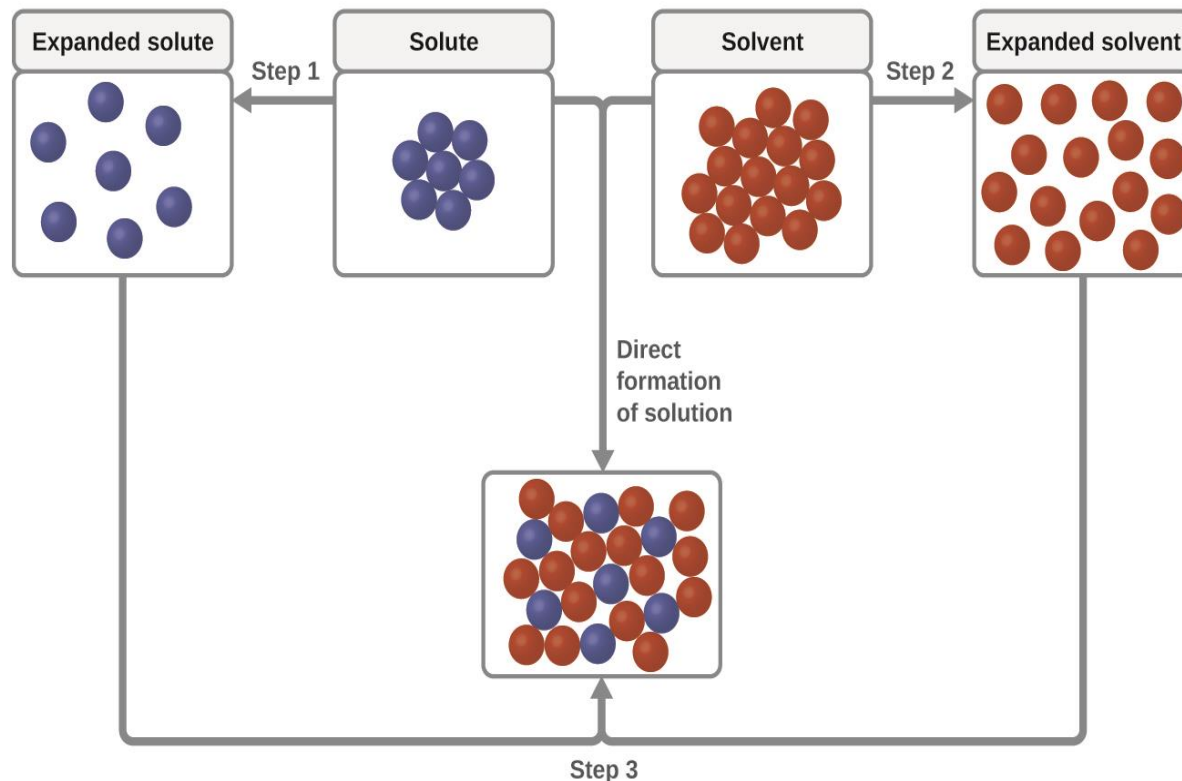 Expanded solute
Solute
Solvent
Expanded solvent
Step 1
Step 2
Direct
formation
of solution
Step 3